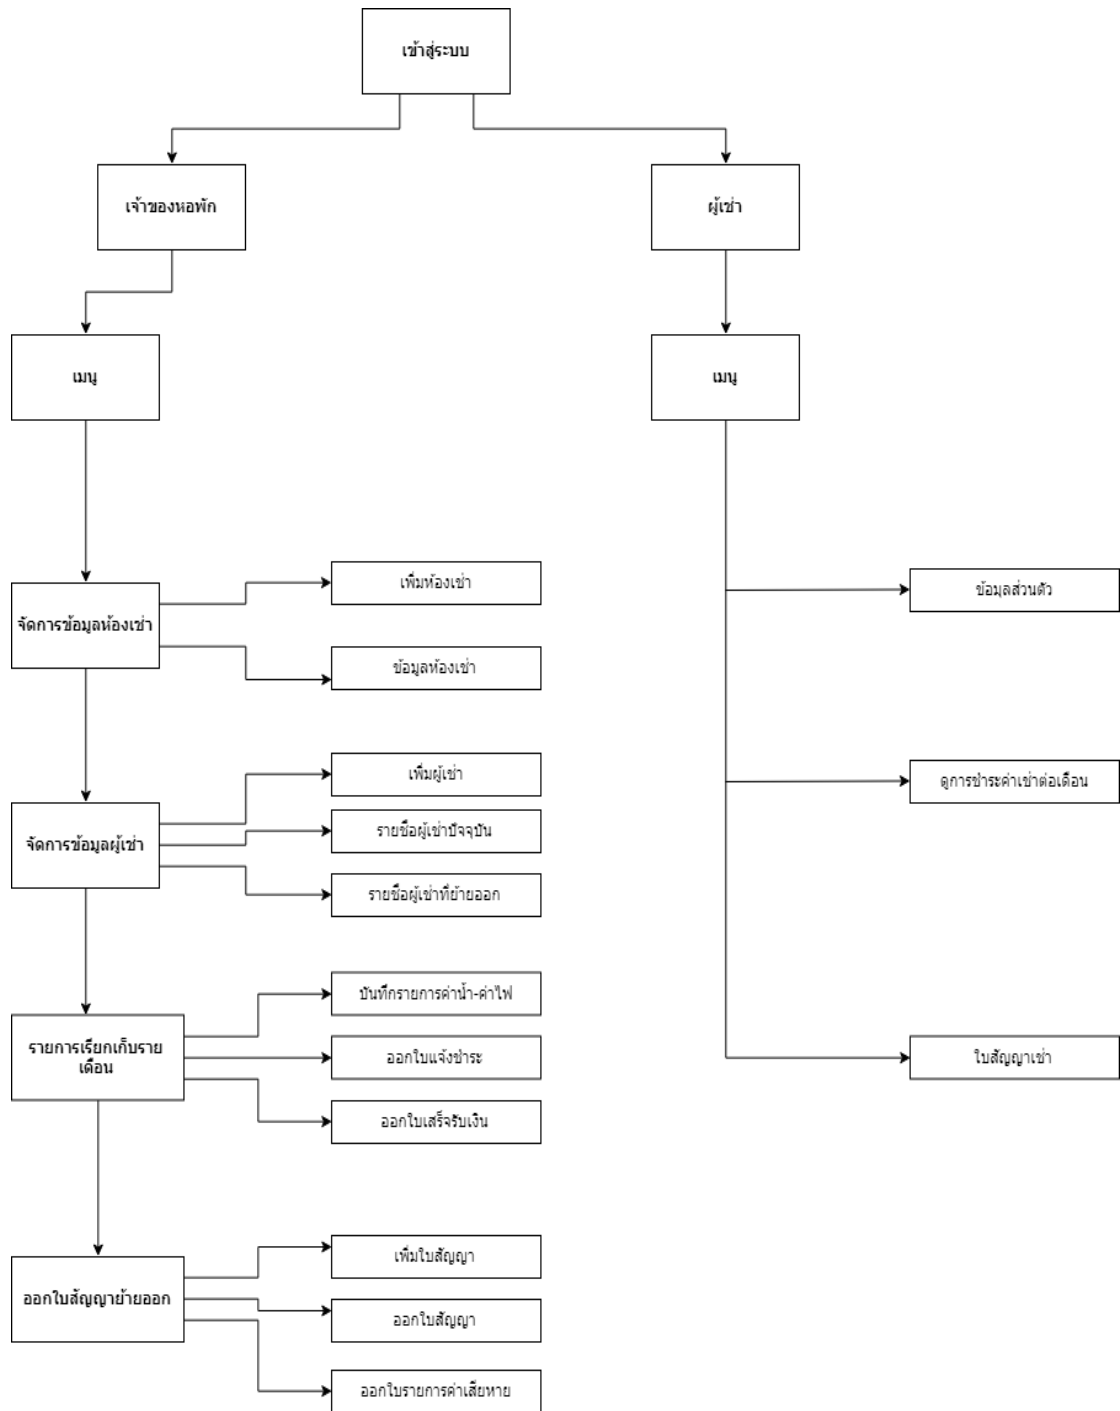 เข้าสู่ระบบ
เจ้าของหอพัก
ผู้เช่า
เมนู
เมนู
จัดการข้อมูลห้องเช่า
เพิ่มห้องเช่า
ข้อมูลห้องเช่า
ข้อมุลส่วนตัว
จัดการข้อมูลผู้เช่า
เพิ่มผู้เช่า
รายชื่อผู้เช่าปัจจุบัน
รายชื่อผู้เช่าที่ย้ายออก
ดูการชำระค่าเช่าต่อเดือน
รายการเรียกเก็บราย
เดือน
บันทึกรายการค่าน้ำ-ค่าไฟ
ออกใบแจ้งชำระ
ออกใบเสร็จรับเงิน
ใบสัญญาเช่า
ออกใบสัญญาย้ายออก
เพิ่มใบสัญญา
ออกใบสัญญา
ออกใบรายการค่าเสียหาย